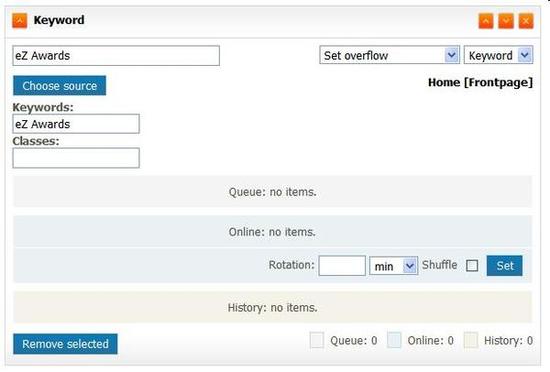 Keyword
eZ Awards Set overflow Keyword
Choose source Home [Frontpage]
Keywords:
eZ Awards
Classes:
Queue: no items.
Online: no items.
Rotation: min Shuffle Set
History: no items.
Remove selected Queue: 0 Online: 0 History: 0